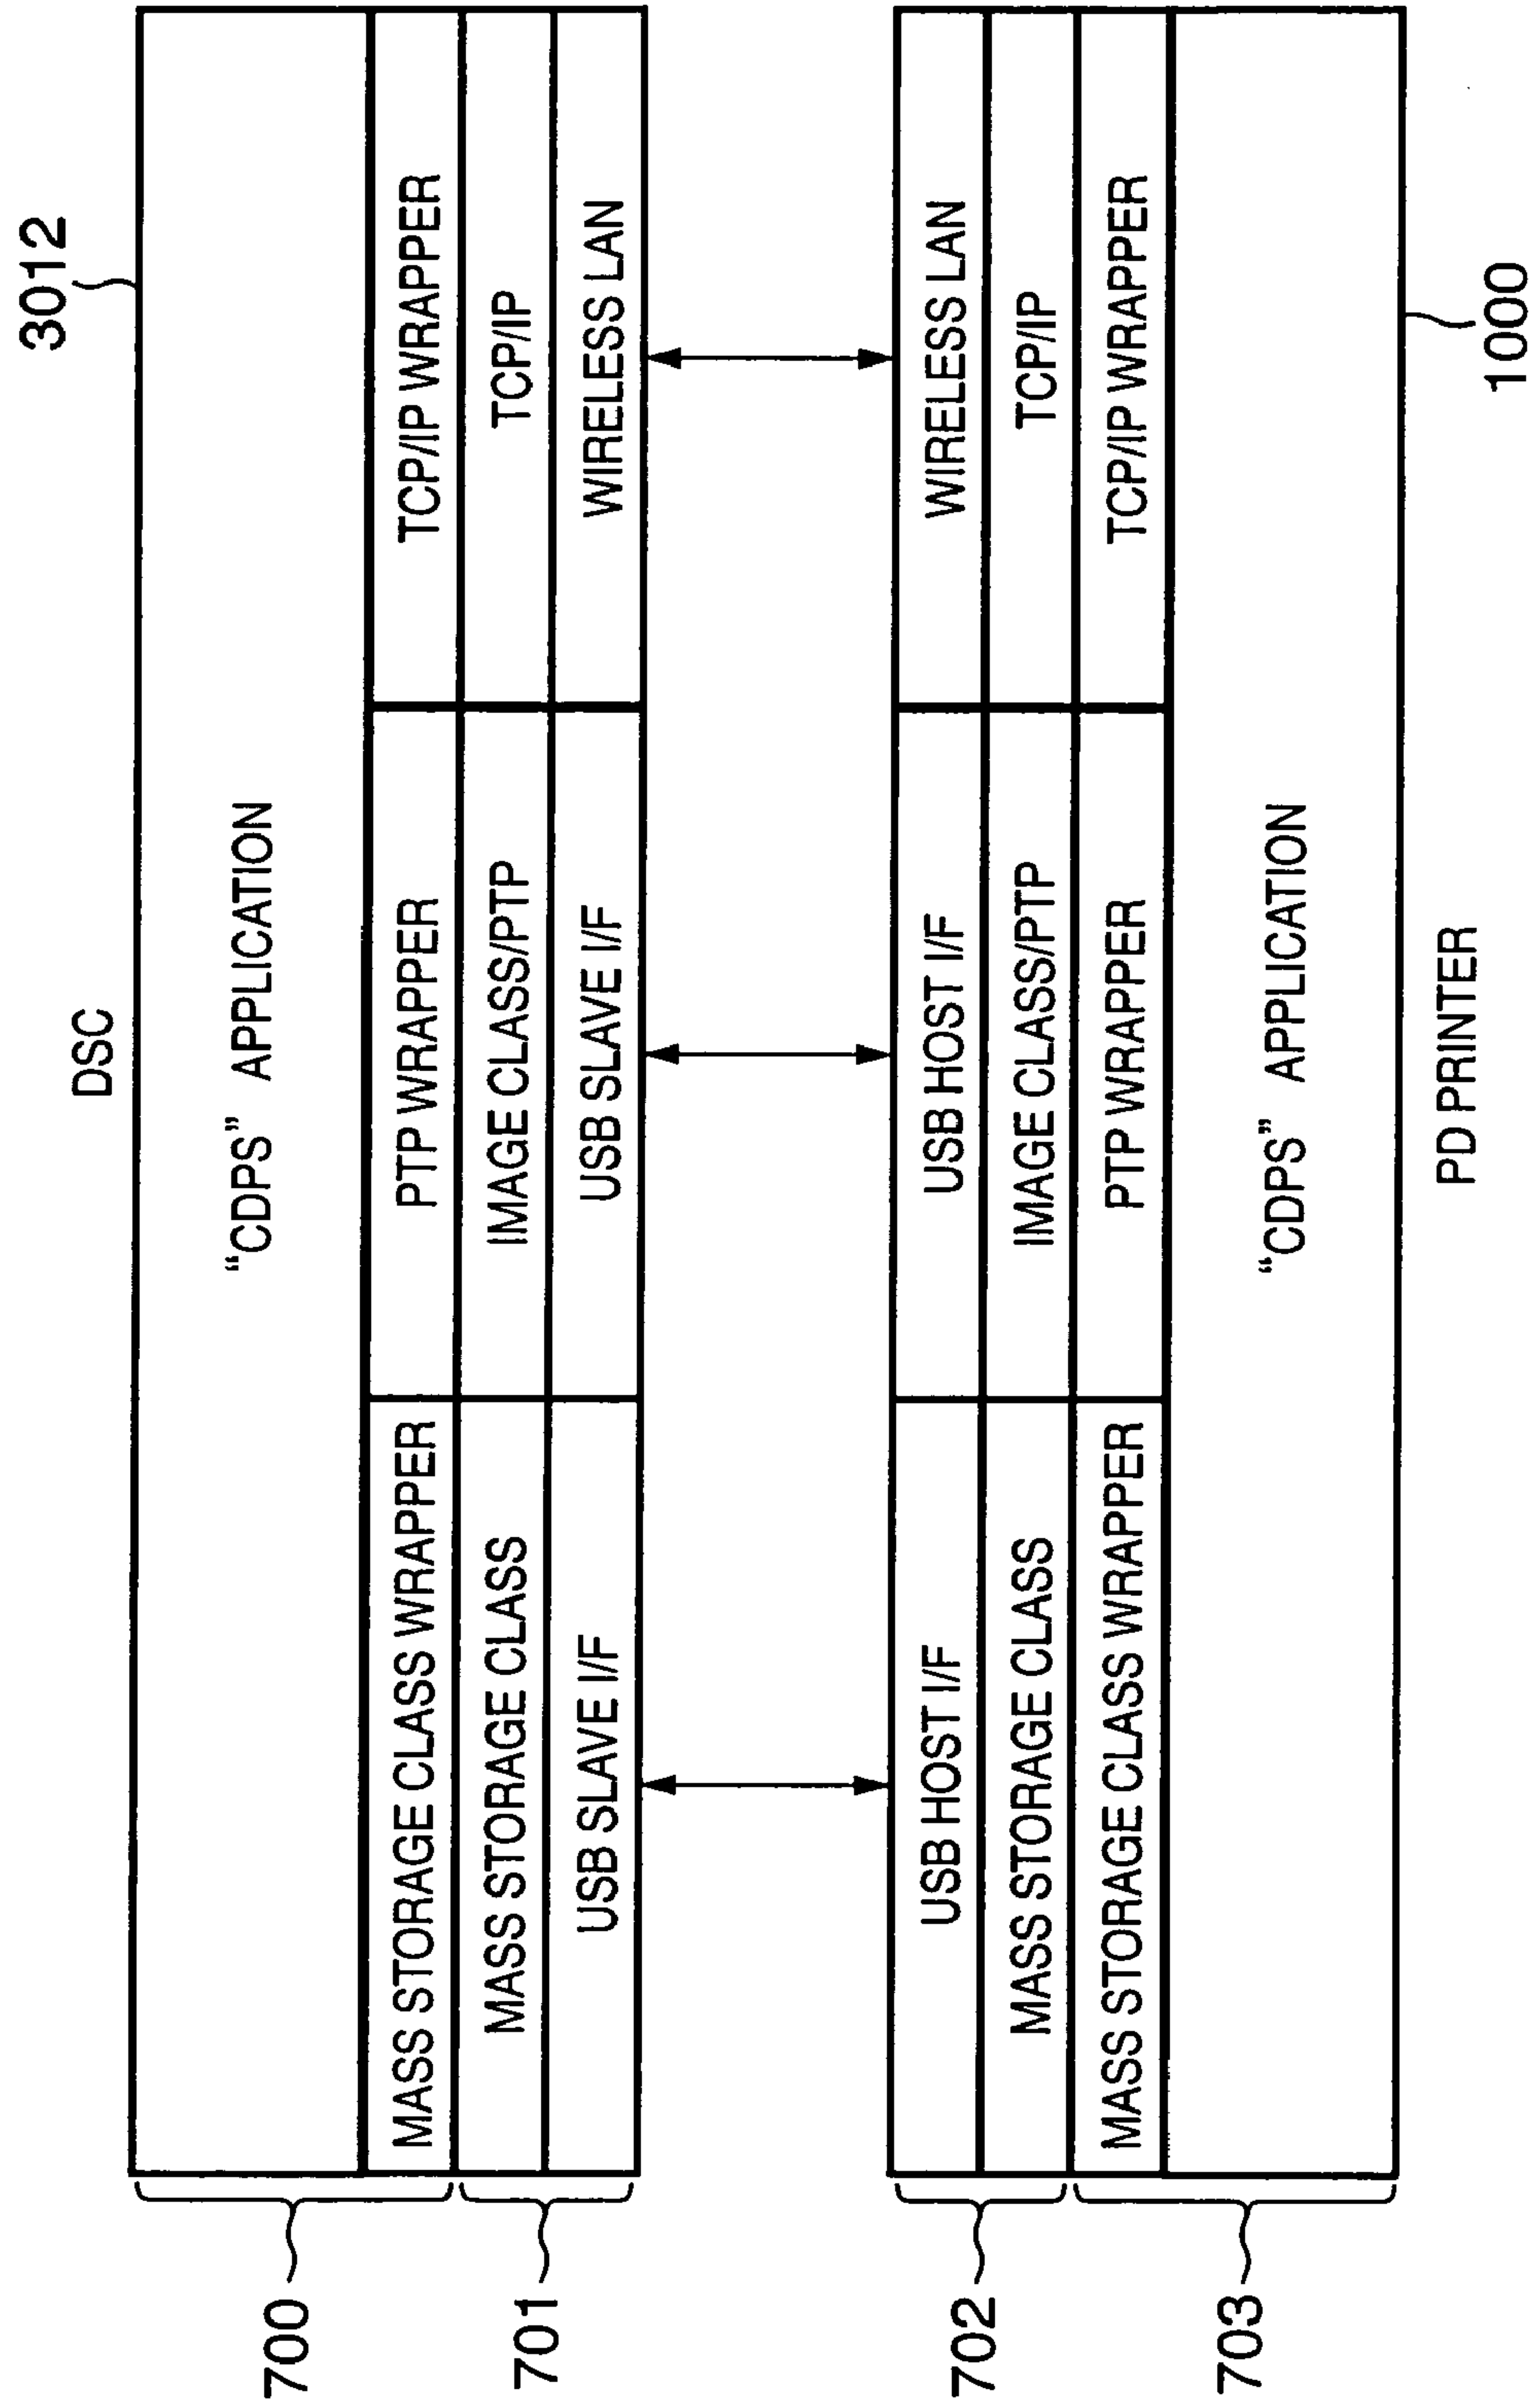 DSC
3012
“CDPS” APPLICATION
700
MASS STORAGE CLASS WRAPPER
PTP WRAPPER
TCP/IP WRAPPER
701
MASS STORAGE CLASS
IMAGE CLASS/PTP
TCP/IP
USB SLAVE I/F
USB SLAVE I/F
WIRELESS LAN
702
USB HOST I/F
USB HOST I/F
WIRELESS LAN
MASS STORAGE CLASS
IMAGE CLASS/PTP
TCP/IP
703
MASS STORAGE CLASS WRAPPER
PTP WRAPPER
TCP/IP WRAPPER
“CDPS” APPLICATION
PD PRINTER
1000